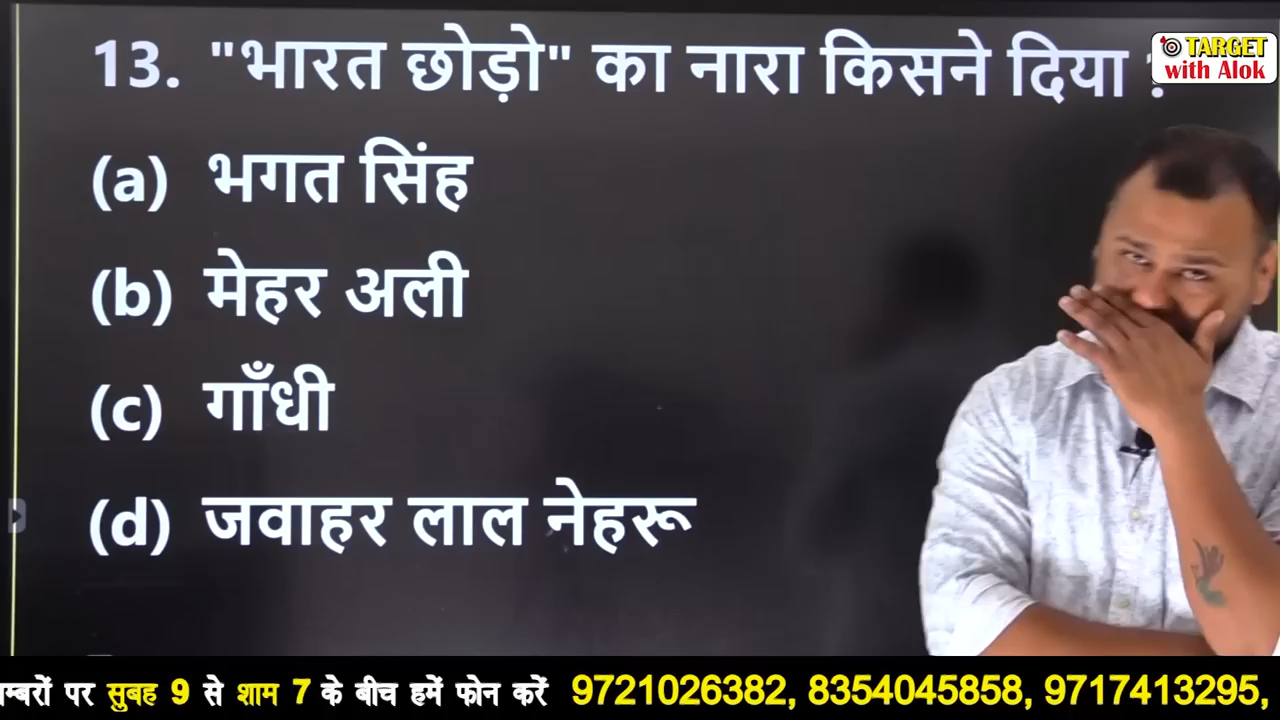 13. "भारत छोड़ो" का नारा किसने दिया ?
TARGET
with Alok
(a) भगत सिंह
(b) मेहर अली
(c) गाँधी
(d) जवाहर लाल नेहरू
म्बरों पर सुबह 9 से शाम 7 के बीच हमें फोन करें 9721026382, 8354045858, 9717413295,